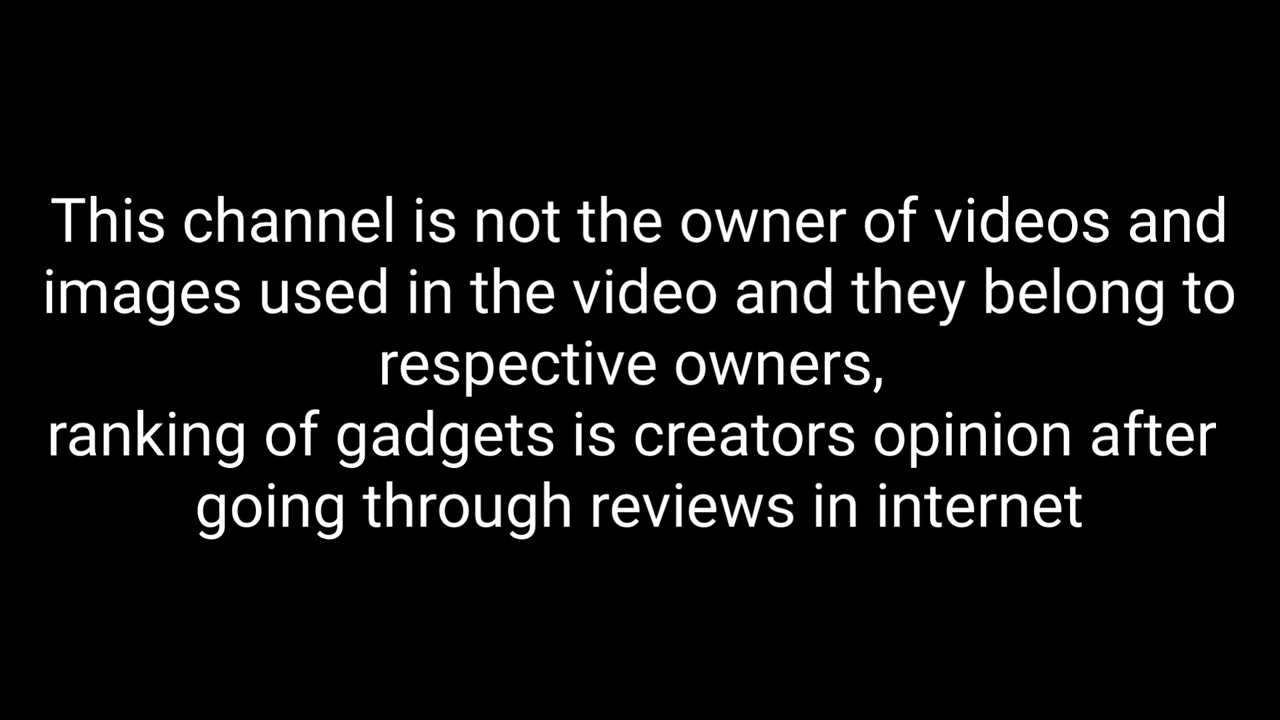 This channel is not the owner of videos and
images used in the video and they belong to
respective owners,
ranking of gadgets is creators opinion after
going through reviews in internet